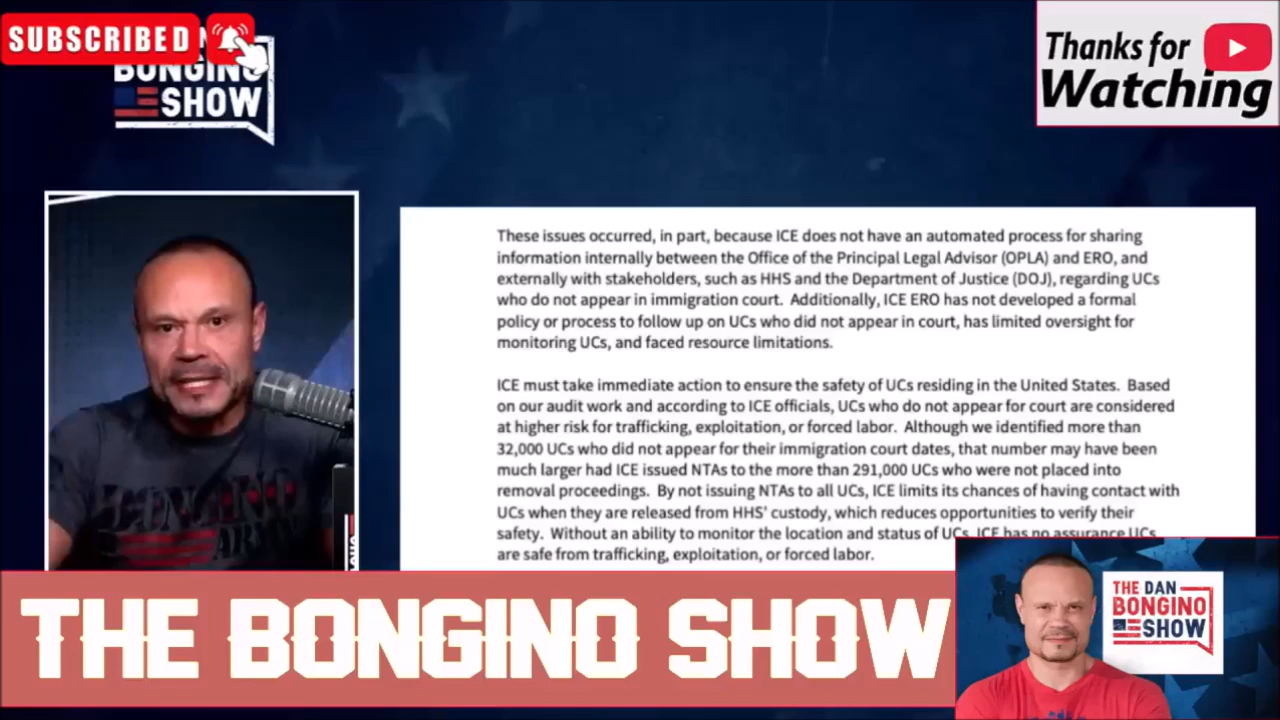 SUBSCRIBED
BONGINO
SHOW
Thanks for
Watching
These issues occurred, in part, because ICE does not have an automated process for sharing
information internally between the Office of the Principal Legal Advisor (OPLA) and ERO, and
externally with stakeholders, such as HHS and the Department of Justice (DOJ), regarding UCs
who do not appear in immigration court. Additionally, ICE ERO has not developed a formal
policy or process to follow up on UCs who did not appear in court, has limited oversight for
monitoring UCs, and faced resource limitations.
ICE must take immediate action to ensure the safety of UCs residing in the United States. Based
on our audit work and according to ICE officials, UCs who do not appear for court are considered
at higher risk for trafficking, exploitation, or forced labor. Although we identified more than
32,000 UCs who did not appear for their immigration court dates, that number may have been
much larger had ICE issued NTAs to the more than 291,000 UCs who were not placed into
removal proceedings. By not issuing NTAs to all UCs, ICE limits its chances of having contact with
UCs when they are released from HHS' custody, which reduces opportunities to verify their
safety. Without an ability to monitor the location and status of UCs, ICE has no assurance UCs
are safe from trafficking, exploitation, or forced labor.
BONGINO
ARMY
THE BONGINO SHOW
THE DAN
BONGINO
SHOW